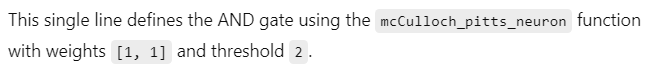 This single line defines the AND gate using the mcCulloch_pitts_neuron function
with weights [1, 1] and threshold 2.